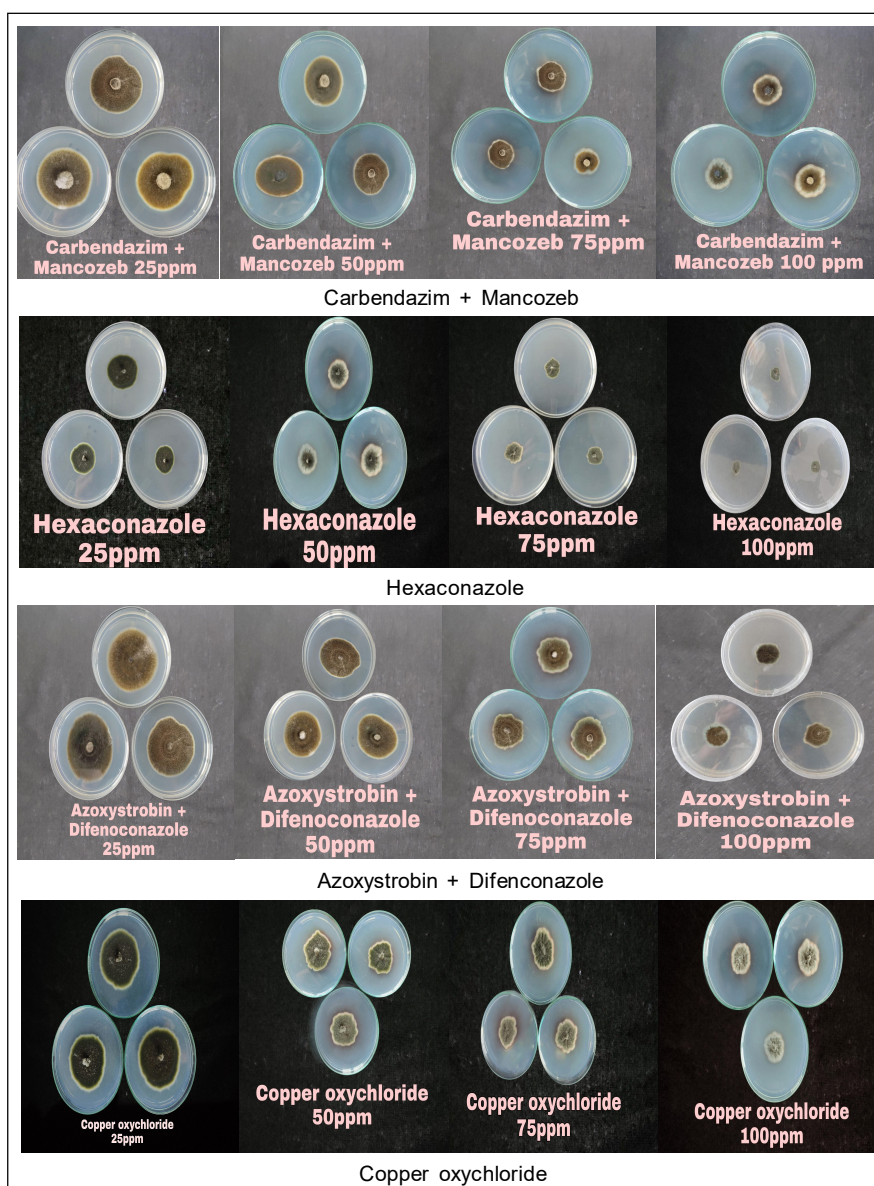 Carbendazim +
Mancozeb 25ppm
Carbendazim +
Mancozeb 50ppm
Carbendazim +
Mancozeb 75ppm
Carbendazim +
Mancozeb 100 ppm
Carbendazim + Mancozeb
Hexaconazole
25ppm
Hexaconazole
50ppm
Hexaconazole
75ppm
Hexaconazole
100ppm
Hexaconazole
Azoxystrobin +
Difenoconazole
25ppm
Azoxystrobin +
Difenoconazole
50ppm
Azoxystrobin +
Difenoconazole
75ppm
Azoxystrobin +
Difenoconazole
100ppm
Azoxystrobin + Difenconazole
Copper oxychloride
25ppm
Copper oxychloride
50ppm
Copper oxychloride
75ppm
Copper oxychloride
100ppm
Copper oxychloride